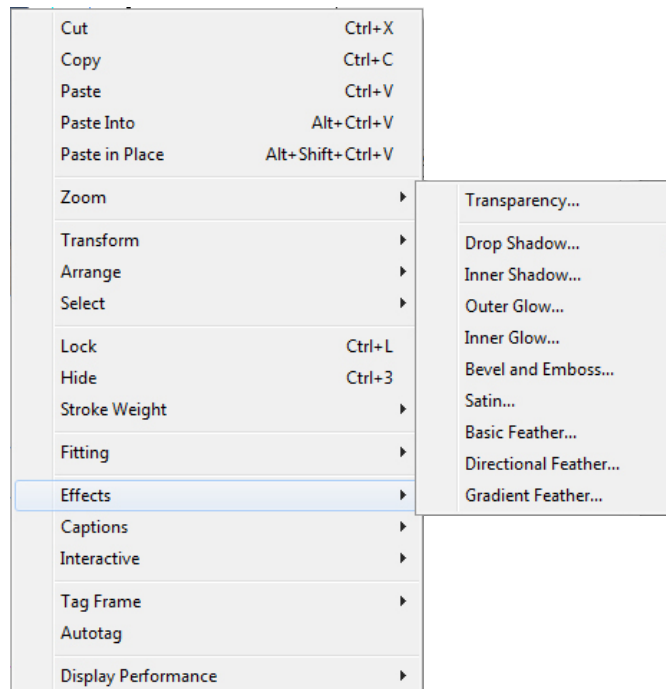 Cut Ctrl+X
Copy Ctrl+C
Paste Ctrl+V
Paste Into Alt+Ctrl+V
Paste in Place Alt+Shift+Ctrl+V
Zoom
Transform
Arrange
Select
Lock Ctrl+L
Hide Ctrl+3
Stroke Weight
Fitting
Effects
Captions
Interactive
Tag Frame
Autotag
Display Performance
Transparency...
Drop Shadow...
Inner Shadow...
Outer Glow...
Inner Glow...
Bevel and Emboss...
Satin...
Basic Feather...
Directional Feather...
Gradient Feather...